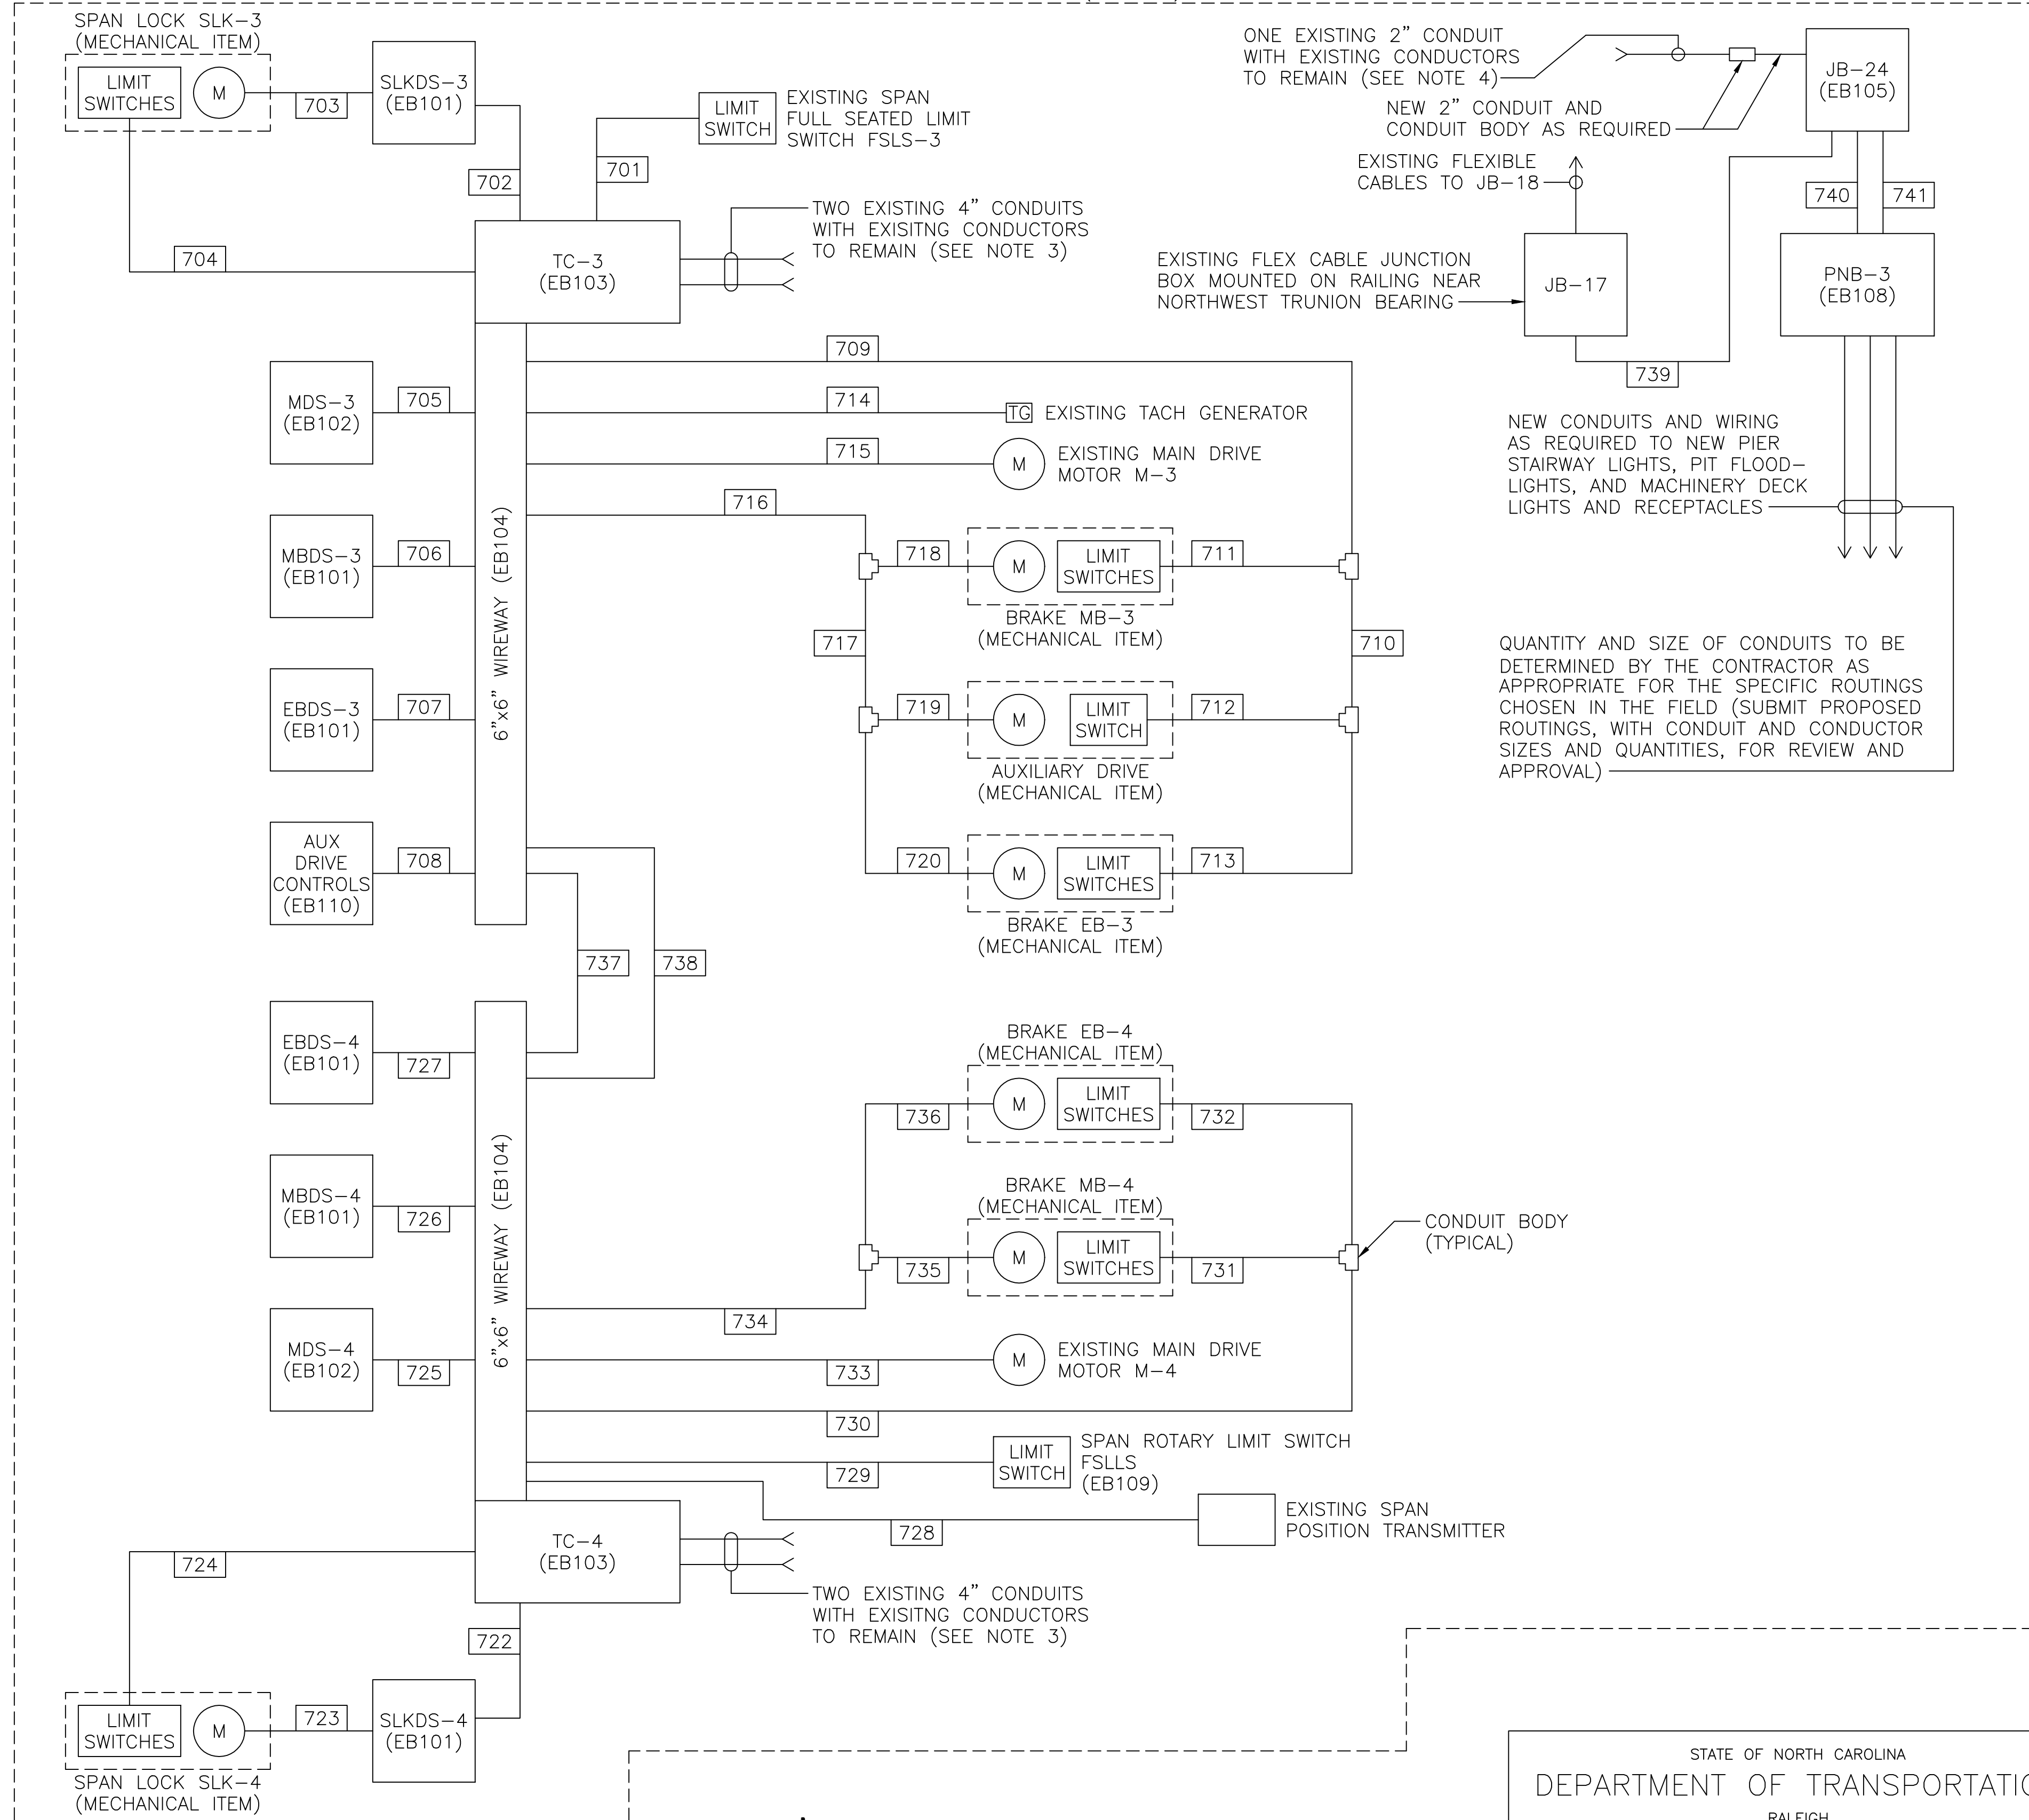 SPAN LOCK SLK-3
(MECHANICAL ITEM)
LIMIT
SWITCHES
M
703
SLKDS-3
(EB101)
702
701
LIMIT
SWITCH
EXISTING SPAN
FULL SEATED LIMIT
SWITCH FSLS-3
704
TC-3
(EB103)
TWO EXISTING 4" CONDUITS
WITH EXISITNG CONDUCTORS
TO REMAIN (SEE NOTE 3)
ONE EXISTING 2" CONDUIT
WITH EXISTING CONDUCTORS
TO REMAIN (SEE NOTE 4)
NEW 2" CONDUIT AND
CONDUIT BODY AS REQUIRED
JB-24
(EB105)
EXISTING FLEXIBLE
CABLES TO JB-18
740
741
EXISTING FLEX CABLE JUNCTION
BOX MOUNTED ON RAILING NEAR
NORTHWEST TRUNION BEARING
JB-17
PNB-3
(EB108)
739
NEW CONDUITS AND WIRING
AS REQUIRED TO NEW PIER
STAIRWAY LIGHTS, PIT FLOOD-
LIGHTS, AND MACHINERY DECK
LIGHTS AND RECEPTACLES
QUANTITY AND SIZE OF CONDUITS TO BE
DETERMINED BY THE CONTRACTOR AS
APPROPRIATE FOR THE SPECIFIC ROUTINGS
CHOSEN IN THE FIELD (SUBMIT PROPOSED
ROUTINGS, WITH CONDUIT AND CONDUCTOR
SIZES AND QUANTITIES, FOR REVIEW AND
APPROVAL)
MDS-3
(EB102)
705
MBDS-3
(EB101)
706
EBDS-3
(EB101)
707
AUX
DRIVE
CONTROLS
(EB110)
708
6"x6" WIREWAY (EB104)
709
714
TG
EXISTING TACH GENERATOR
715
M
EXISTING MAIN DRIVE
MOTOR M-3
716
718
M
LIMIT
SWITCHES
711
BRAKE MB-3
(MECHANICAL ITEM)
717
710
719
M
LIMIT
SWITCH
712
AUXILIARY DRIVE
(MECHANICAL ITEM)
720
M
LIMIT
SWITCHES
713
BRAKE EB-3
(MECHANICAL ITEM)
737
738
EBDS-4
(EB101)
727
MBDS-4
(EB101)
726
MDS-4
(EB102)
725
6"x6" WIREWAY (EB104)
BRAKE EB-4
(MECHANICAL ITEM)
736
M
LIMIT
SWITCHES
732
BRAKE MB-4
(MECHANICAL ITEM)
735
M
LIMIT
SWITCHES
731
CONDUIT BODY
(TYPICAL)
734
733
M
EXISTING MAIN DRIVE
MOTOR M-4
730
729
LIMIT
SWITCH
SPAN ROTARY LIMIT SWITCH
FSLLS
(EB109)
728
EXISTING SPAN
POSITION TRANSMITTER
TC-4
(EB103)
TWO EXISTING 4" CONDUITS
WITH EXISITNG CONDUCTORS
TO REMAIN (SEE NOTE 3)
724
722
LIMIT
SWITCHES
M
723
SLKDS-4
(EB101)
SPAN LOCK SLK-4
(MECHANICAL ITEM)
STATE OF NORTH CAROLINA
DEPARTMENT OF TRANSPORTATIO
RALEIGH